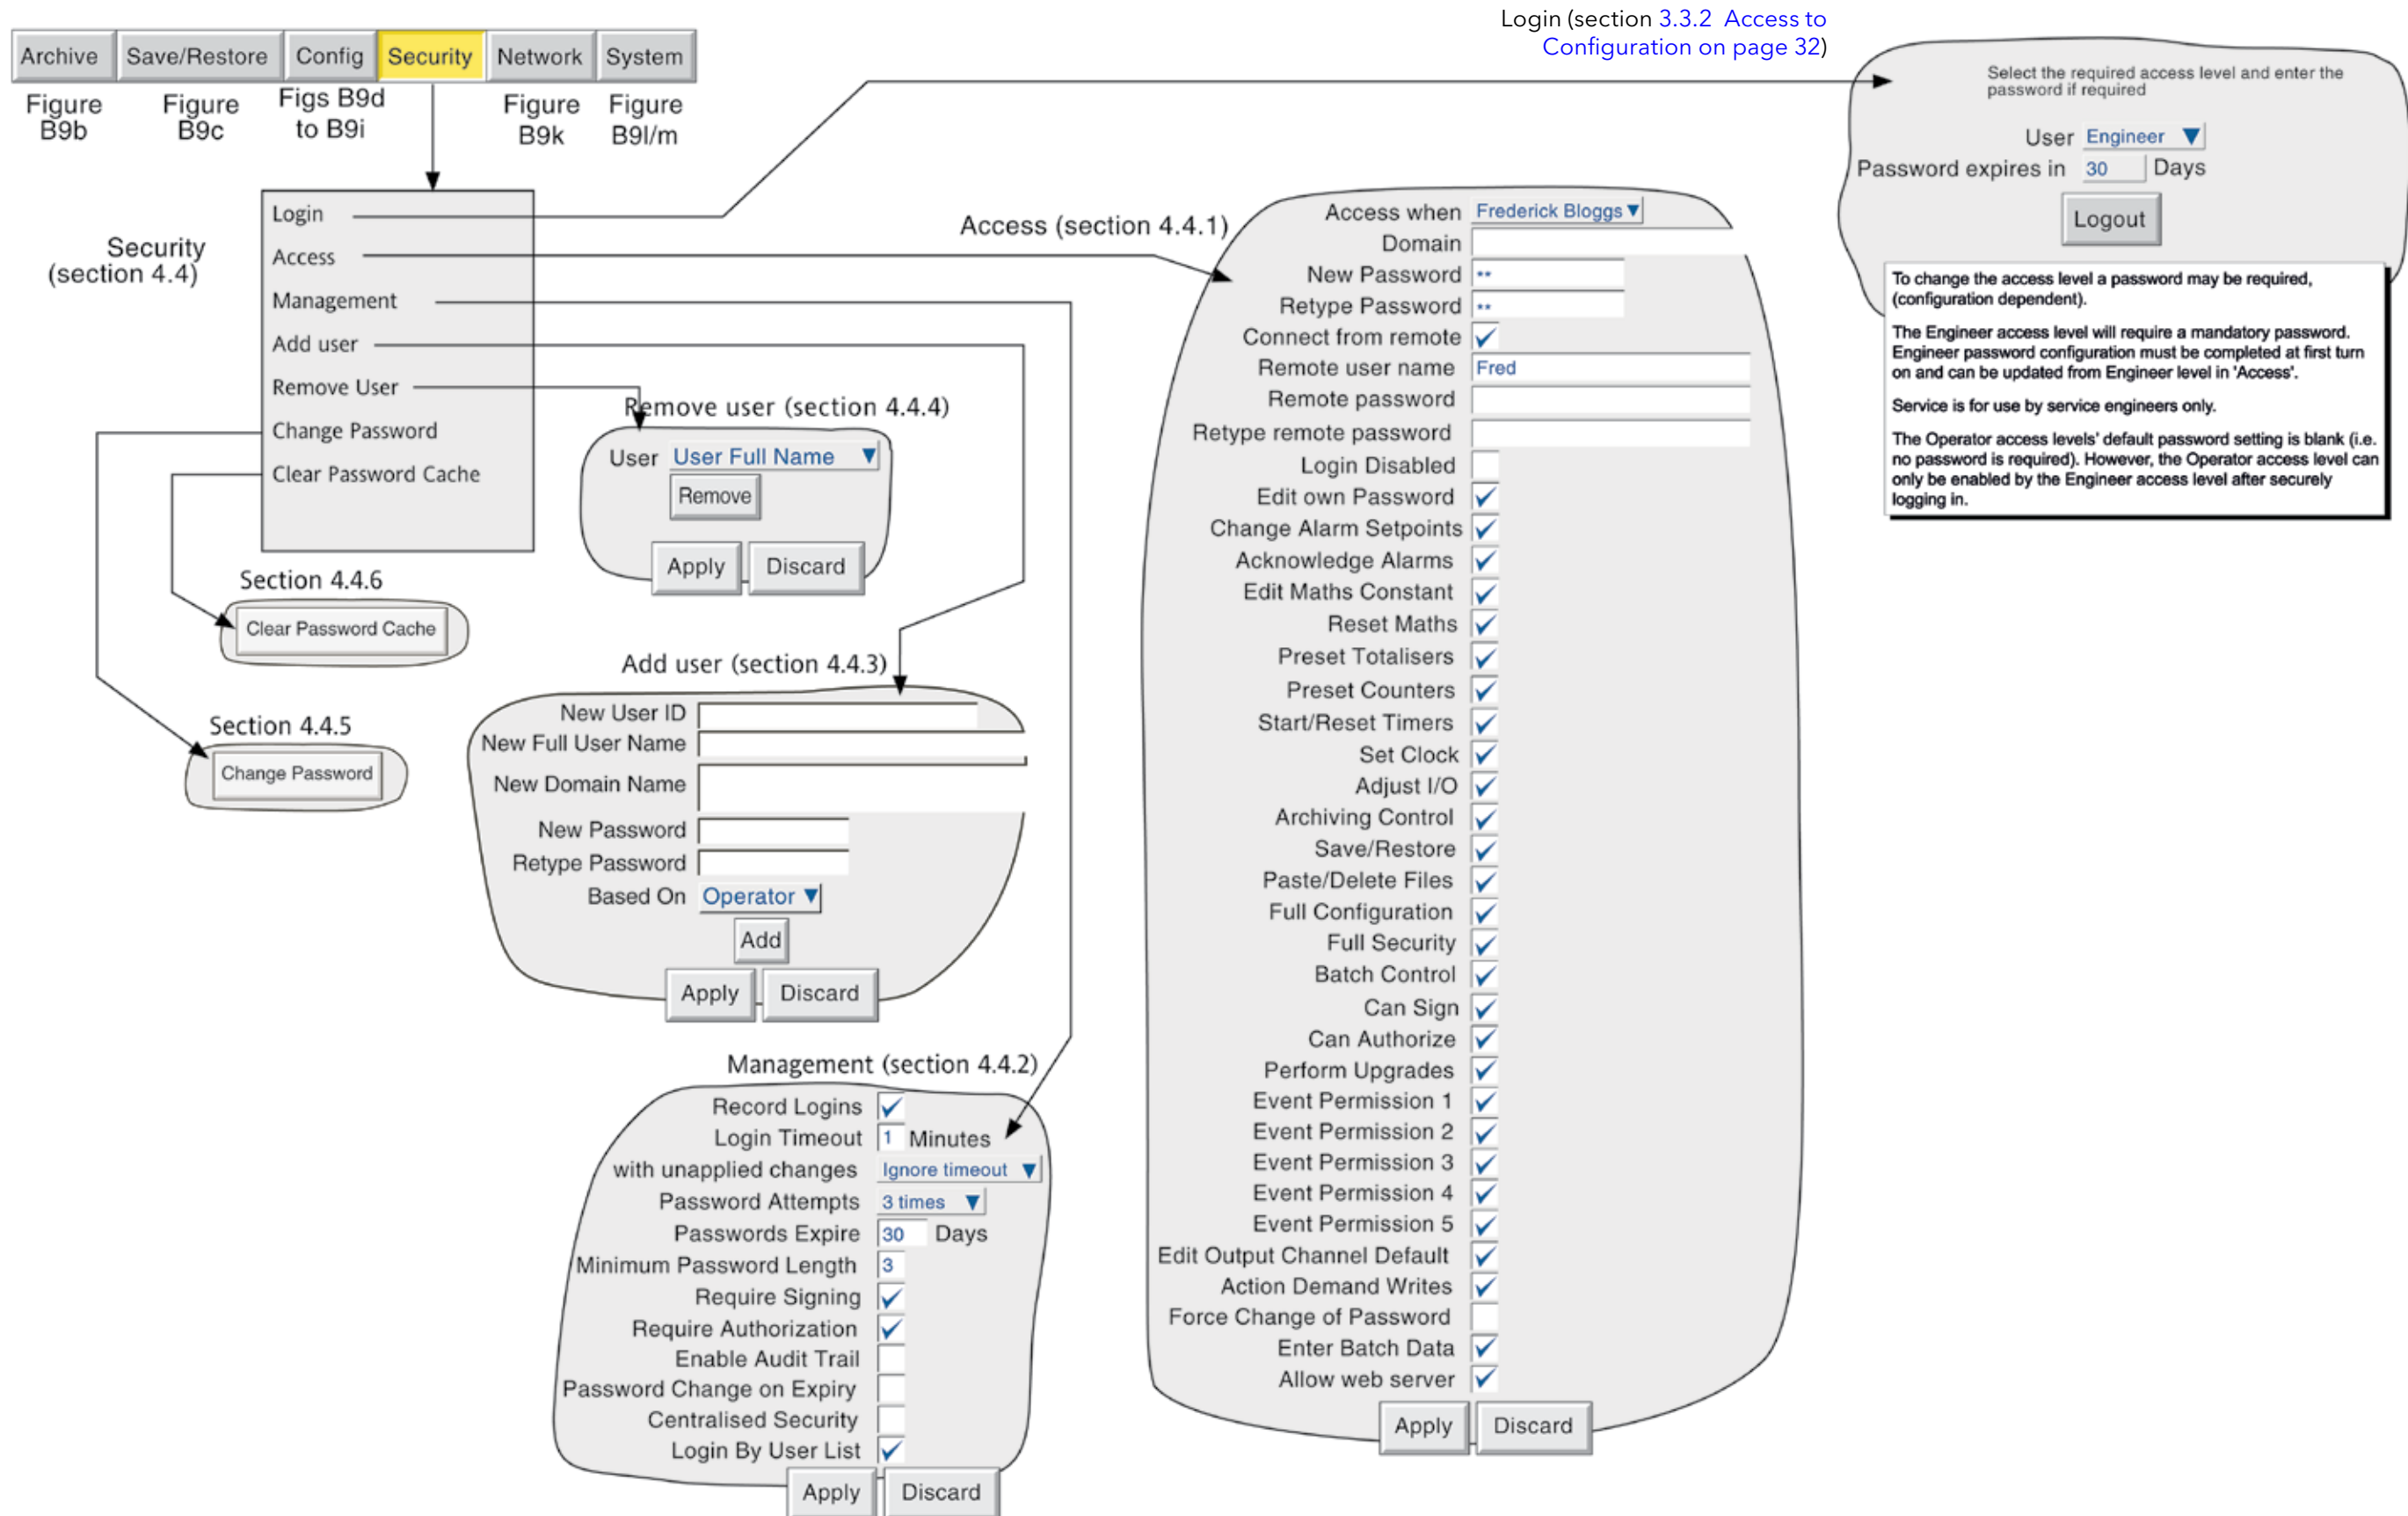 Login (section 3.3.2 Access to
Configuration on page 32)
Archive Save/Restore Config Security Network System
Figure
B9b
Figure
B9c
Figs B9d
to B9i
Figure
B9k
Figure
B9l/m
Security
(section 4.4)
Login
Access
Management
Add user
Remove User
Change Password
Clear Password Cache
Select the required access level and enter the
password if required
User Engineer
Password expires in 30 Days
Logout
To change the access level a password may be required,
(configuration dependent).
The Engineer access level will require a mandatory password.
Engineer password configuration must be completed at first turn
on and can be updated from Engineer level in 'Access'.
Service is for use by service engineers only.
The Operator access levels' default password setting is blank (i.e.
no password is required). However, the Operator access level can
only be enabled by the Engineer access level after securely
logging in.
Access (section 4.4.1)
Access when Frederick Bloggs
Domain
New Password **
Retype Password **
Connect from remote
Remote user name Fred
Remote password
Retype remote password
Login Disabled
Edit own Password
Change Alarm Setpoints
Acknowledge Alarms
Edit Maths Constant
Reset Maths
Preset Totalisers
Preset Counters
Start/Reset Timers
Set Clock
Adjust I/O
Archiving Control
Save/Restore
Paste/Delete Files
Full Configuration
Full Security
Batch Control
Can Sign
Can Authorize
Perform Upgrades
Event Permission 1
Event Permission 2
Event Permission 3
Event Permission 4
Event Permission 5
Edit Output Channel Default
Action Demand Writes
Force Change of Password
Enter Batch Data
Allow web server
Apply Discard
Remove user (section 4.4.4)
User User Full Name
Remove
Apply Discard
Section 4.4.6
Clear Password Cache
Section 4.4.5
Change Password
Add user (section 4.4.3)
New User ID
New Full User Name
New Domain Name
New Password
Retype Password
Based On Operator
Add
Apply Discard
Management (section 4.4.2)
Record Logins
Login Timeout 1 Minutes
with unapplied changes Ignore timeout
Password Attempts 3 times
Passwords Expire 30 Days
Minimum Password Length 3
Require Signing
Require Authorization
Enable Audit Trail
Password Change on Expiry
Centralised Security
Login By User List
Apply Discard